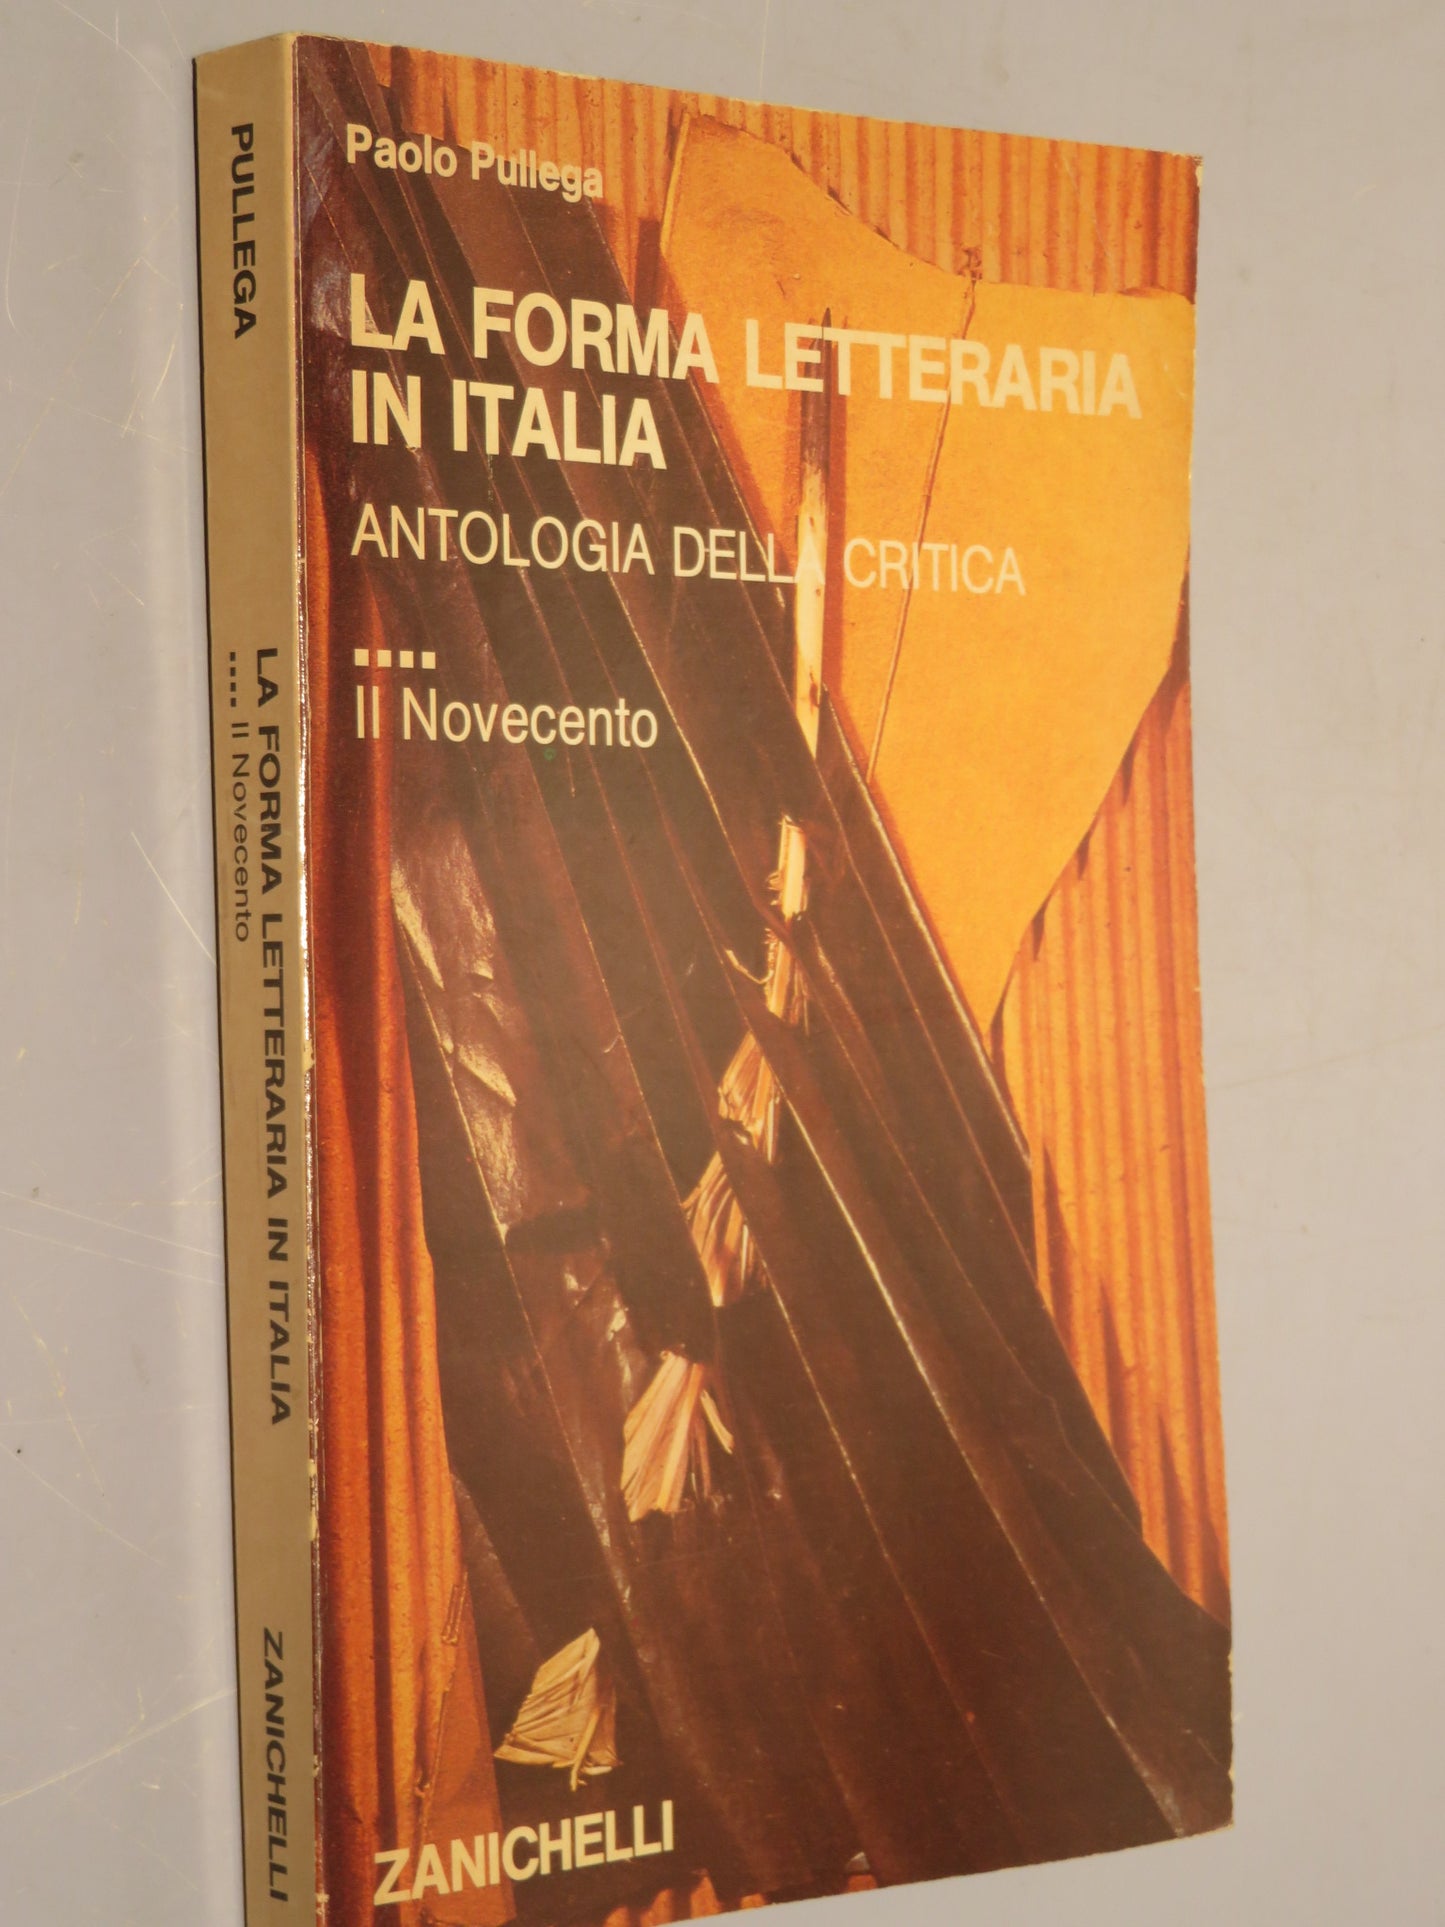 PULLEGA
LA FORMA LETTERARIA IN ITALIA
.... Il Novecento
ZANICHELLI
Paolo Pullega
LA FORMA LETTERARIA
IN ITALIA
ANTOLOGIA DELLA CRITICA
....
Il Novecento
ZANICHELLI